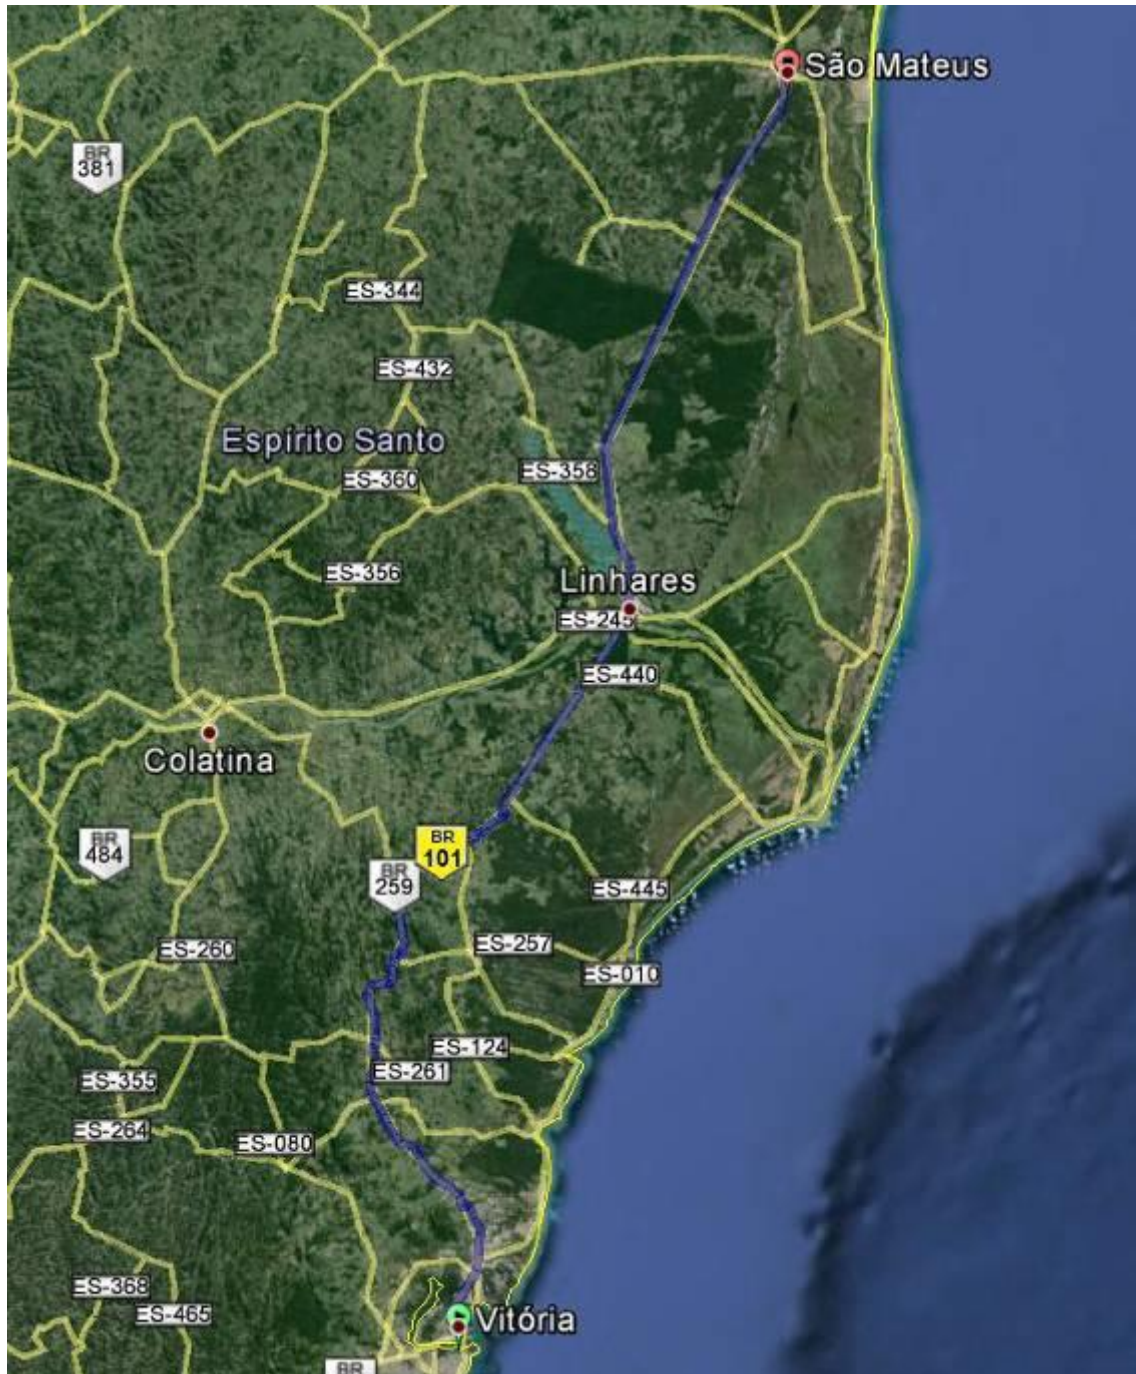 São Mateus
BR
381
ES-344
ES-432
Espírito Santo
ES-358
ES-360
ES-356
Linhares
ES-245
ES-440
Colatina
BR
101
BR
484
BR
259
ES-445
ES-257
ES-260
ES-010
ES-124
ES-261
ES-355
ES-264
ES-080
ES-368
ES-465
Vitória
BR